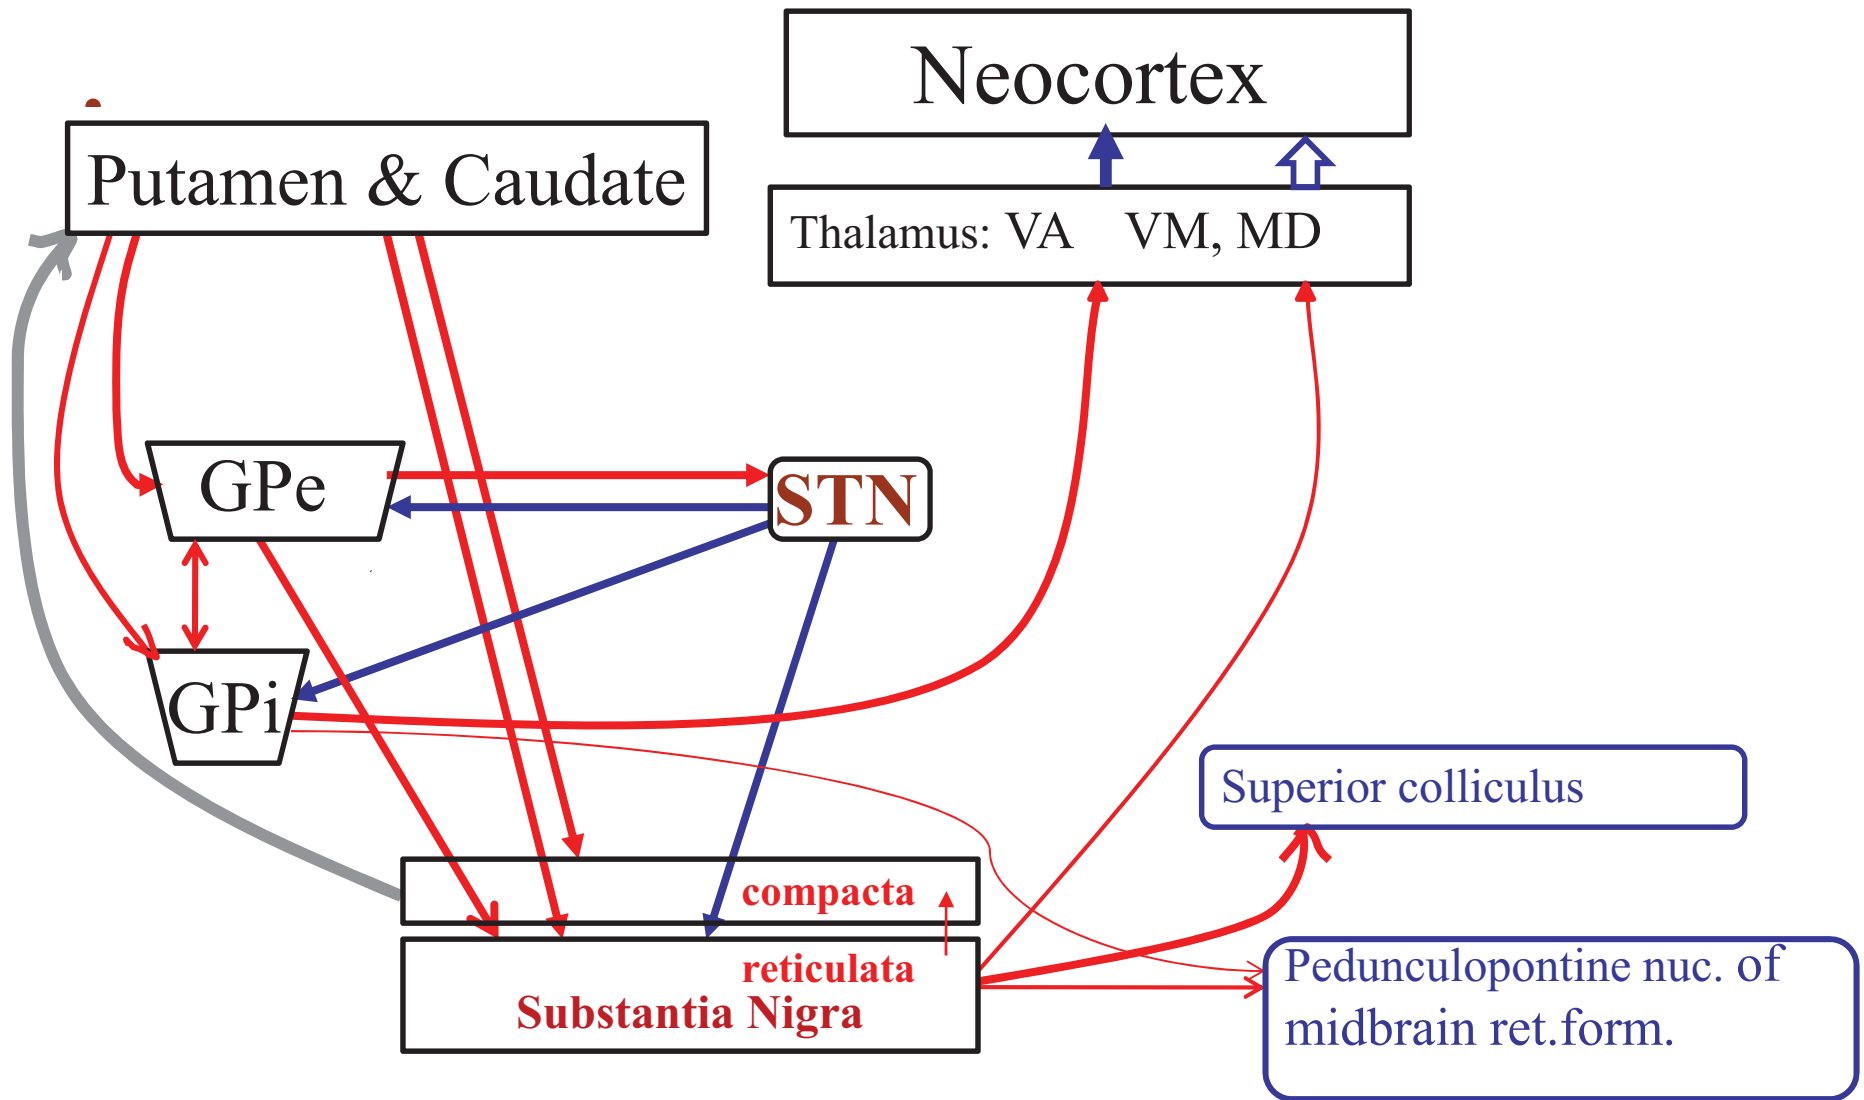 Neocortex
Putamen & Caudate
Thalamus: VA VM, MD
GPe
STN
GPi
Superior colliculus
compacta
reticulata
Substantia Nigra
Pedunculopontine nuc. of
midbrain ret.form.